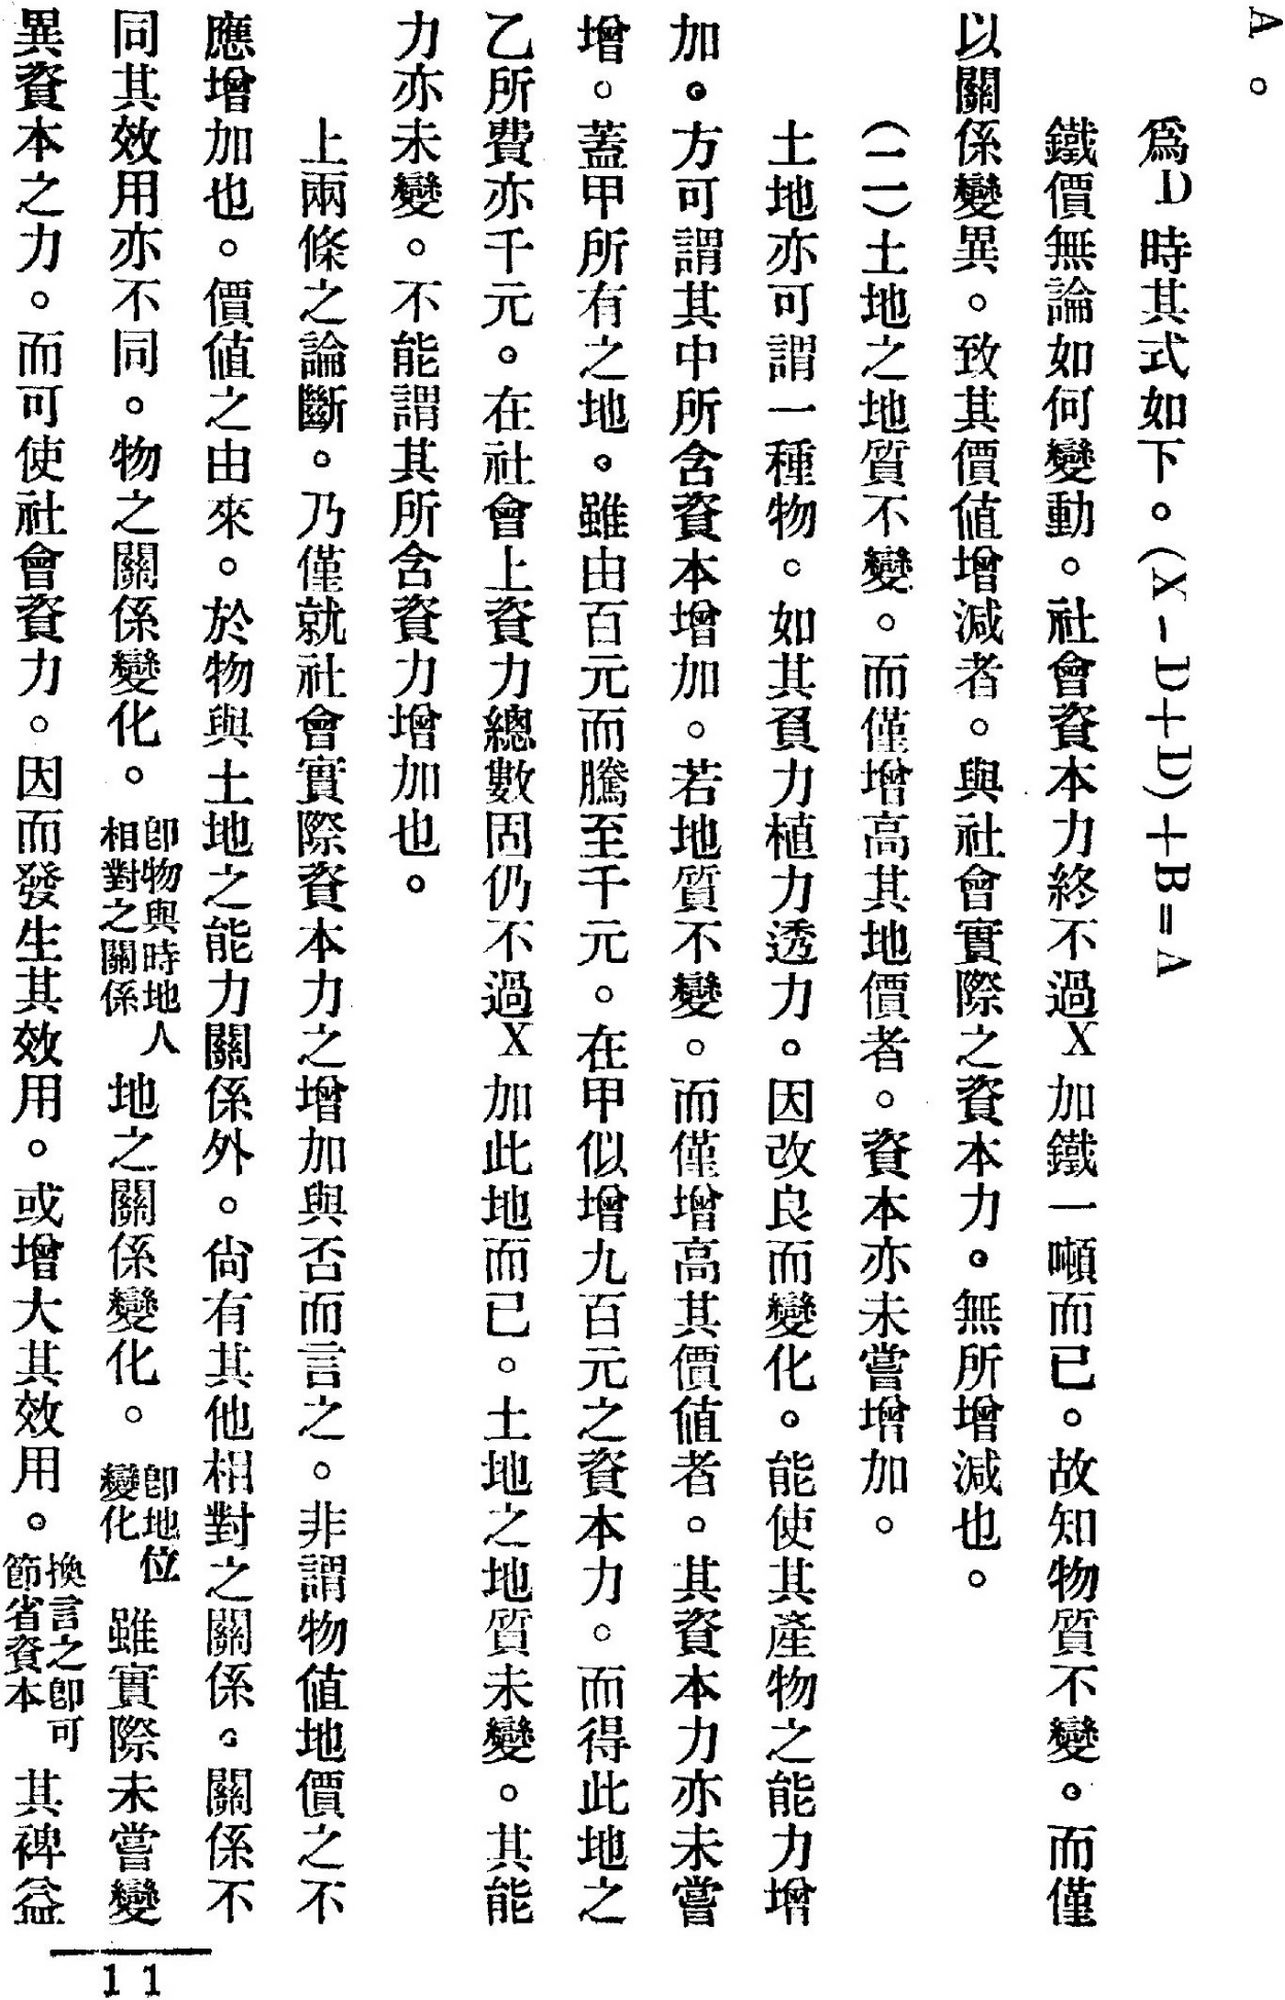 A。
爲D時其式如下。(X-D+D)+B=A
鐵價無論如何變動。社會資本力終不過X加鐵一噸而已。故知物質不變。而僅
以關係變異。致其價值增減者。與社會實際之資本力。無所增減也。
(二)土地之地質不變。而僅增高其地價者。資本亦未嘗增加。
土地亦可謂一種物。如其負力植力透力。因改良而變化。能使其產物之能力增
加。方可謂其中所含資本增加。若地質不變。而僅增高其價值者。其資本力亦未嘗
增。蓋甲所有之地。雖由百元而騰至千元。在甲似增九百元之資本力。而得此地之
乙所費亦千元。在社會上資力總數固仍不過X加此地而已。土地之地質未變。其能
力亦未變。不能謂其所含資力增加也。
上兩條之論斷。乃僅就社會實際資本力之增加與否而言之。非謂物值地價之不
應增加也。價值之由來。於物與土地之能力關係外。尙有其他相對之關係。關係不
同其效用亦不同。物之關係變化。卽物與時地人相對之關係 地之關係變化。卽地位變化 雖實際未嘗變
異資本之力。而可使社會資力。因而發生其效用。或增大其效用。換言之卽可節省資本 其裨益
11